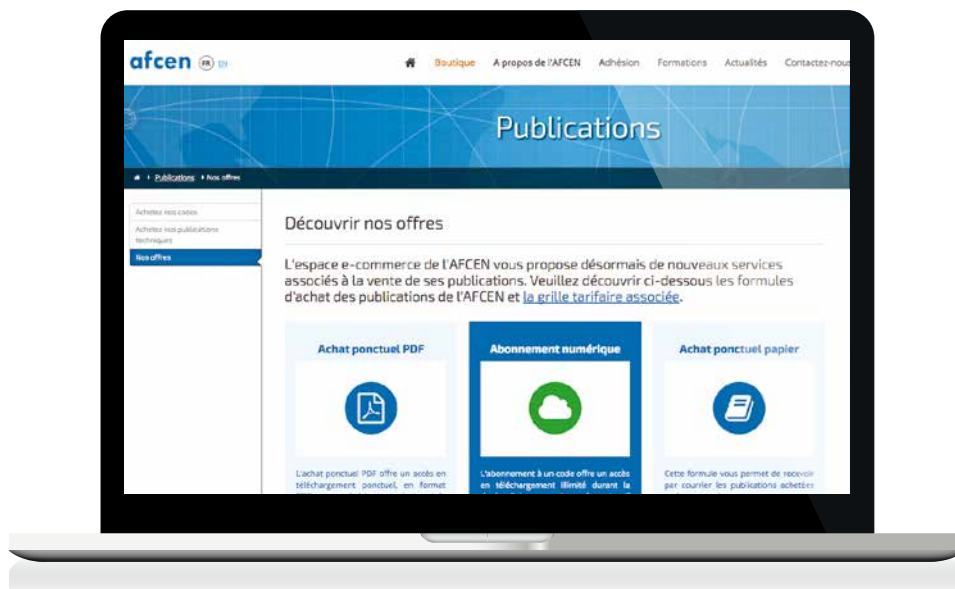 afcen FR EN
Boutique A propos de l'AFCEN Adhésion Formations Actualités Contactez-nous
Publications
Publications Nos offres
Achetez nos codes
Achetez nos publications
techniques
Nos offres
Découvrir nos offres
L'espace e-commerce de l'AFCEN vous propose désormais de nouveaux services
associés à la vente de ses publications. Veuillez découvrir ci-dessous les formules
d'achat des publications de l'AFCEN et la grille tarifaire associée.
Achat ponctuel PDF
Abonnement numérique
Achat ponctuel papier
L'achat ponctuel PDF offre un accès en
téléchargement ponctuel, en format
L'abonnement à un code offre un accès
en téléchargement illimité durant la
Cette formule vous permet de recevoir
par courrier les publications achetées